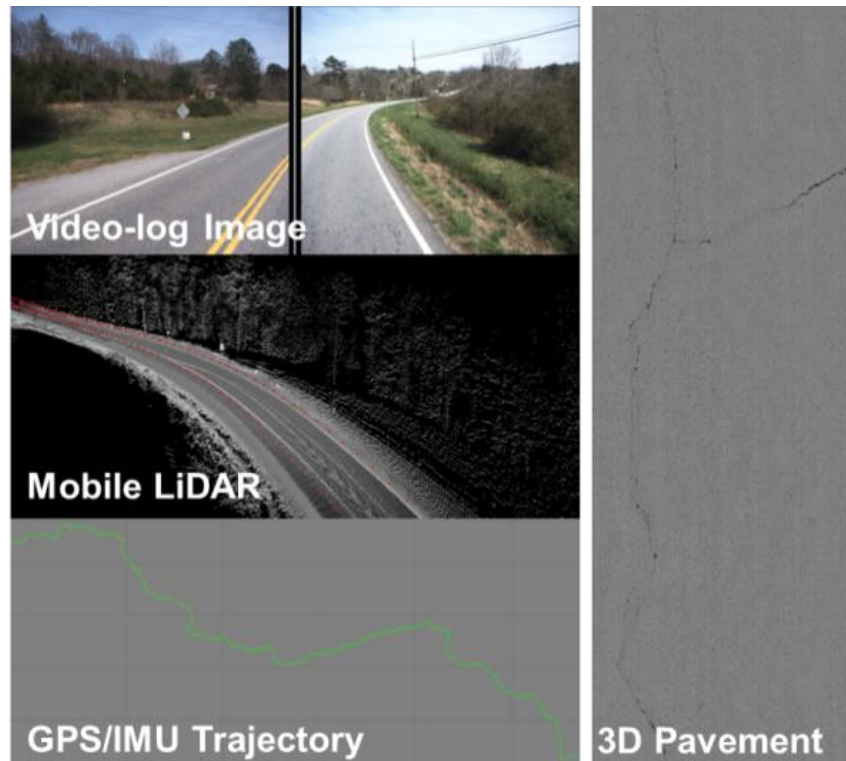 Video-log Image
Mobile LiDAR
GPS/IMU Trajectory
3D Pavement